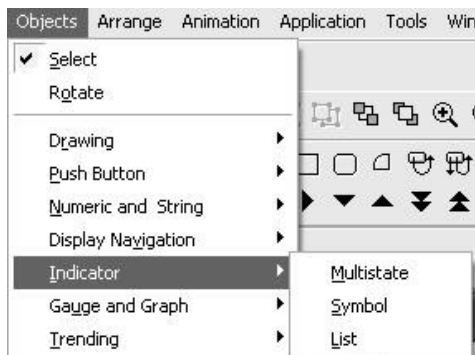 Objects Arrange Animation Application Tools Win
Select
Rotate
Drawing
Push Button
Numeric and String
Display Navigation
Indicator
Gauge and Graph
Trending
Multistate
Symbol
List